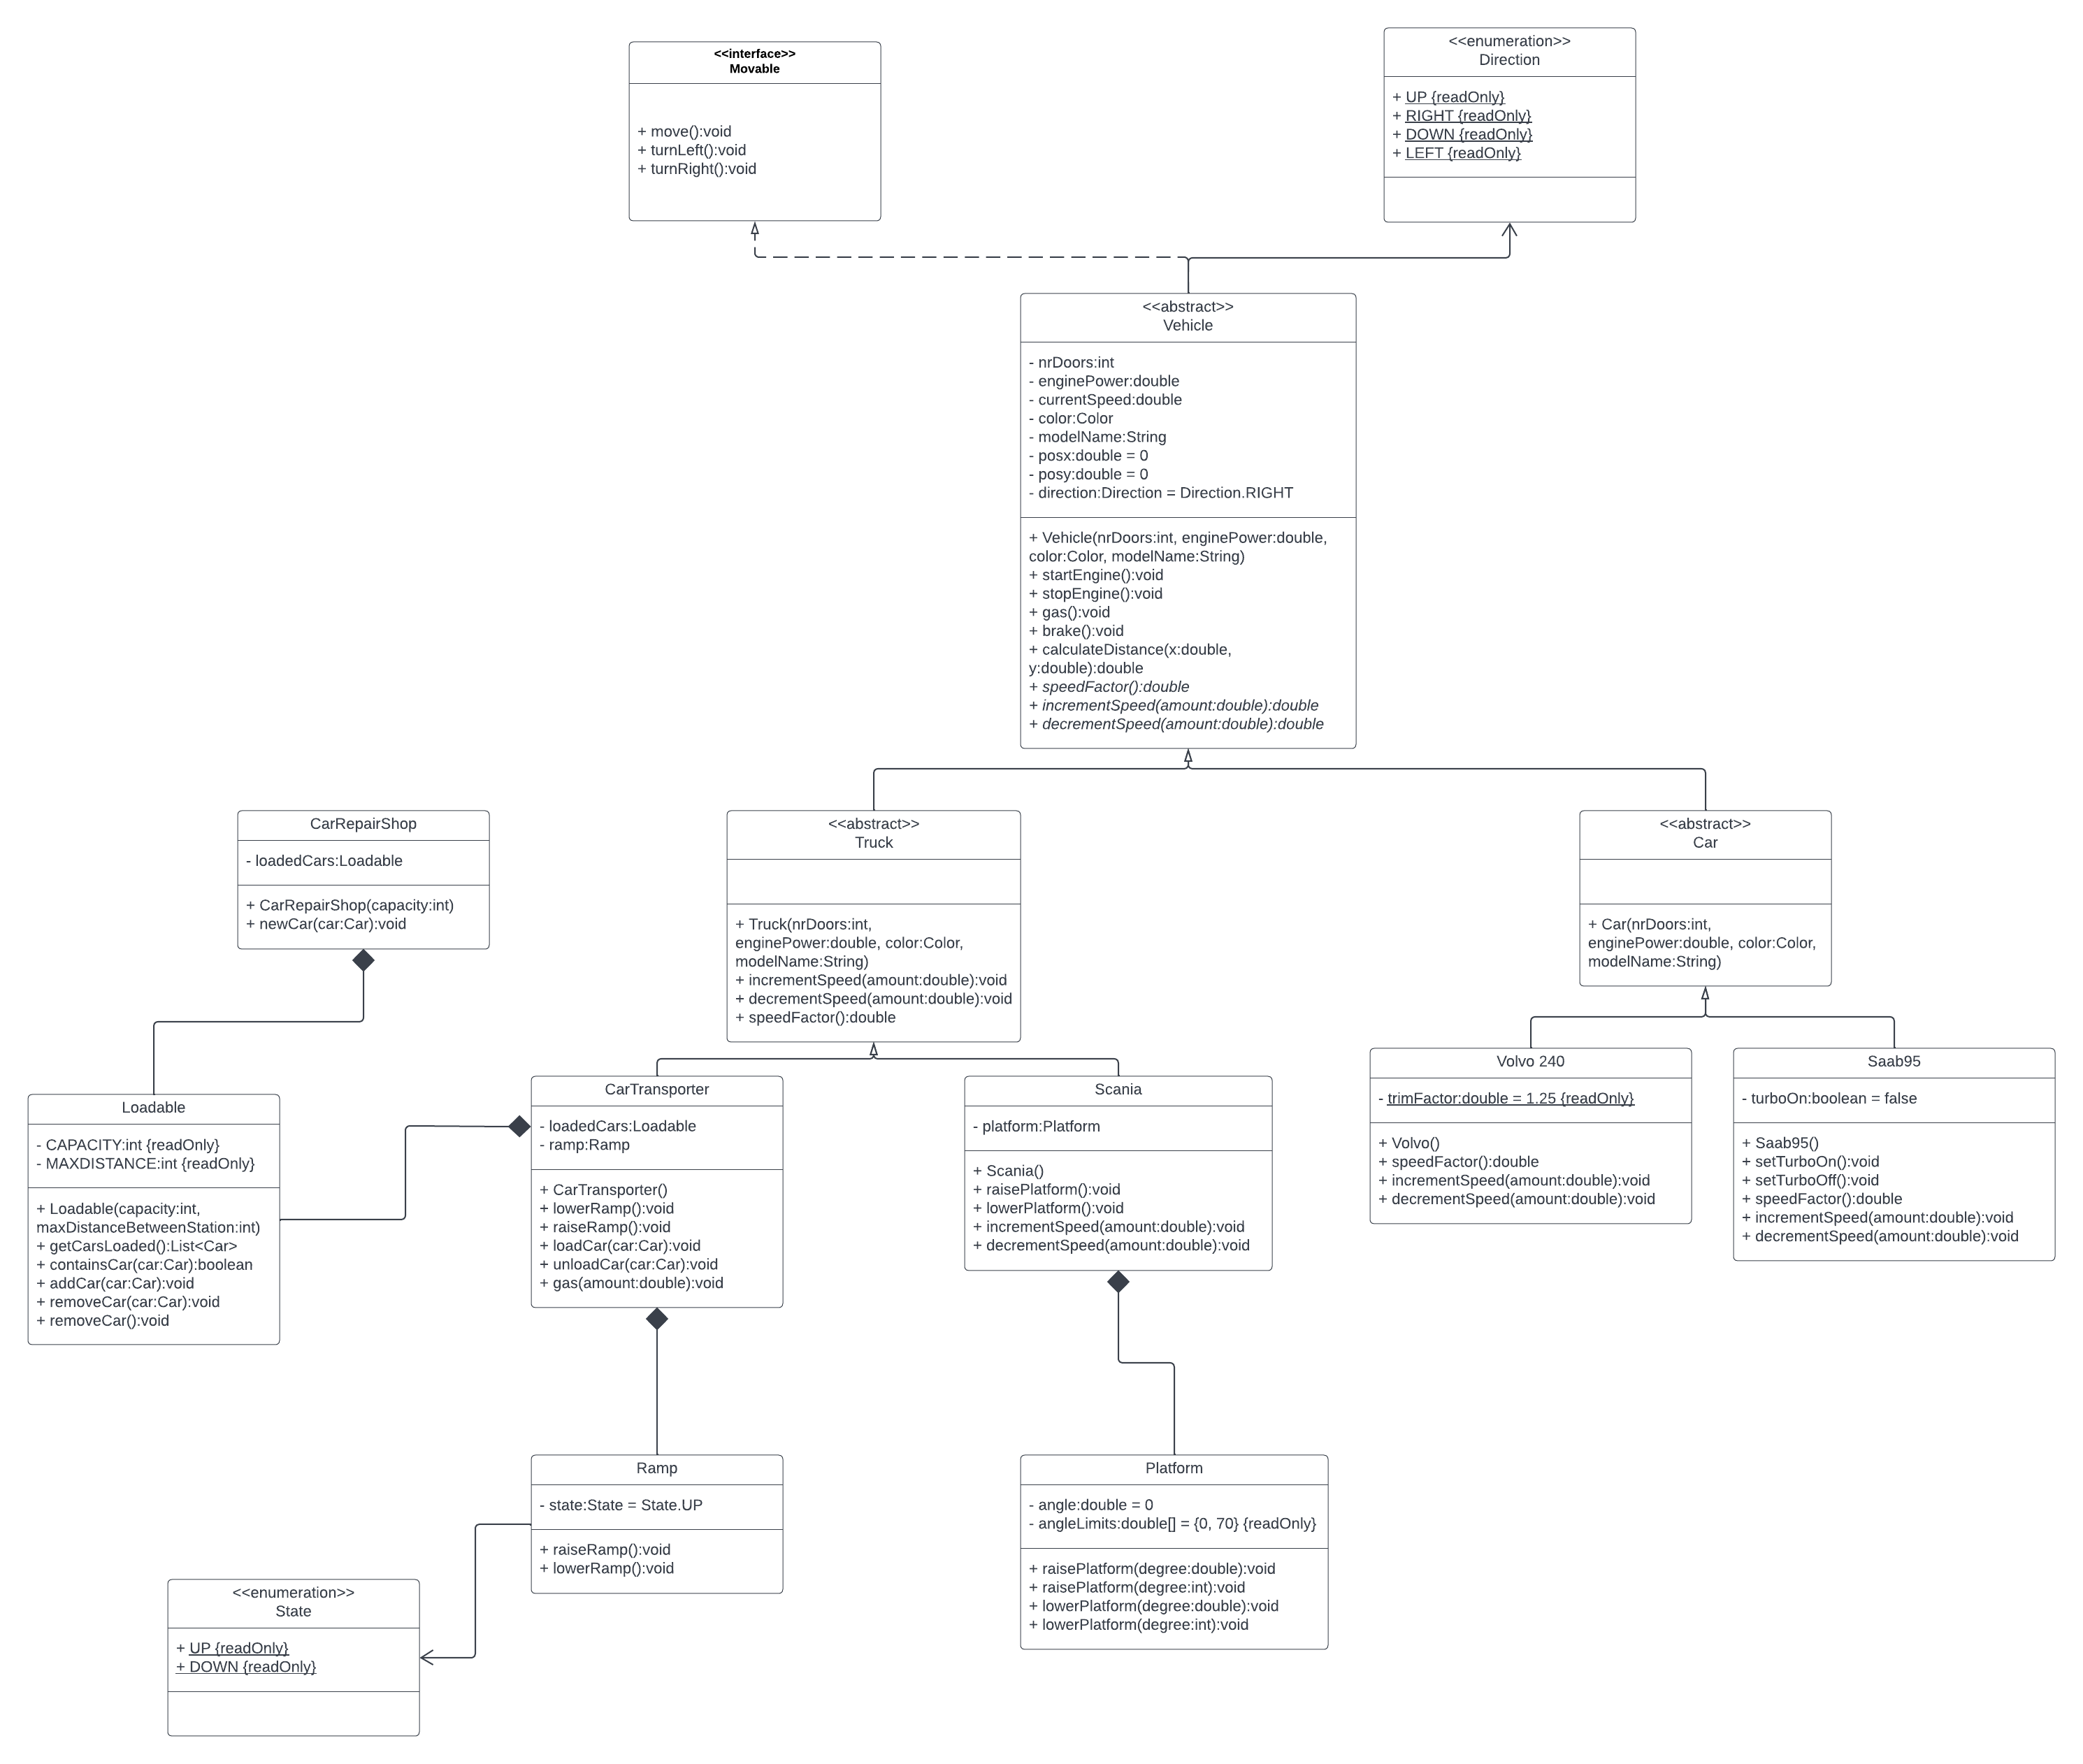 <<interface>>
Movable
+ move():void
+ turnLeft():void
+ turnRight():void
<<enumeration>>
Direction
+ UP {readOnly}
+ RIGHT {readOnly}
+ DOWN {readOnly}
+ LEFT {readOnly}
<<abstract>>
Vehicle
- nrDoors:int
- enginePower:double
- currentSpeed:double
- color:Color
- modelName:String
- posx:double = 0
- posy:double = 0
- direction:Direction = Direction.RIGHT
+ Vehicle(nrDoors:int, enginePower:double,
color:Color, modelName:String)
+ startEngine():void
+ stopEngine():void
+ gas():void
+ brake():void
+ calculateDistance(x:double,
y:double):double
+ speedFactor():double
+ incrementSpeed(amount:double):double
+ decrementSpeed(amount:double):double
CarRepairShop
- loadedCars:Loadable
+ CarRepairShop(capacity:int)
+ newCar(car:Car):void
<<abstract>>
Truck
+ Truck(nrDoors:int,
enginePower:double, color:Color,
modelName:String)
+ incrementSpeed(amount:double):void
+ decrementSpeed(amount:double):void
+ speedFactor():double
<<abstract>>
Car
+ Car(nrDoors:int,
enginePower:double, color:Color,
modelName:String)
Loadable
- CAPACITY:int {readOnly}
- MAXDISTANCE:int {readOnly}
+ Loadable(capacity:int,
maxDistanceBetweenStation:int)
+ getCarsLoaded():List<Car>
+ containsCar(car:Car):boolean
+ addCar(car:Car):void
+ removeCar(car:Car):void
+ removeCar():void
CarTransporter
- loadedCars:Loadable
- ramp:Ramp
+ CarTransporter()
+ lowerRamp():void
+ raiseRamp():void
+ loadCar(car:Car):void
+ unloadCar(car:Car):void
+ gas(amount:double):void
Scania
- platform:Platform
+ Scania()
+ raisePlatform():void
+ lowerPlatform():void
+ incrementSpeed(amount:double):void
+ decrementSpeed(amount:double):void
Volvo 240
- trimFactor:double = 1.25 {readOnly}
+ Volvo()
+ speedFactor():double
+ incrementSpeed(amount:double):void
+ decrementSpeed(amount:double):void
Saab95
- turboOn:boolean = false
+ Saab95()
+ setTurboOn():void
+ setTurboOff():void
+ speedFactor():double
+ incrementSpeed(amount:double):void
+ decrementSpeed(amount:double):void
Ramp
- state:State = State.UP
+ raiseRamp():void
+ lowerRamp():void
Platform
- angle:double = 0
- angleLimits:double[] = {0, 70} {readOnly}
+ raisePlatform(degree:double):void
+ raisePlatform(degree:int):void
+ lowerPlatform(degree:double):void
+ lowerPlatform(degree:int):void
<<enumeration>>
State
+ UP {readOnly}
+ DOWN {readOnly}